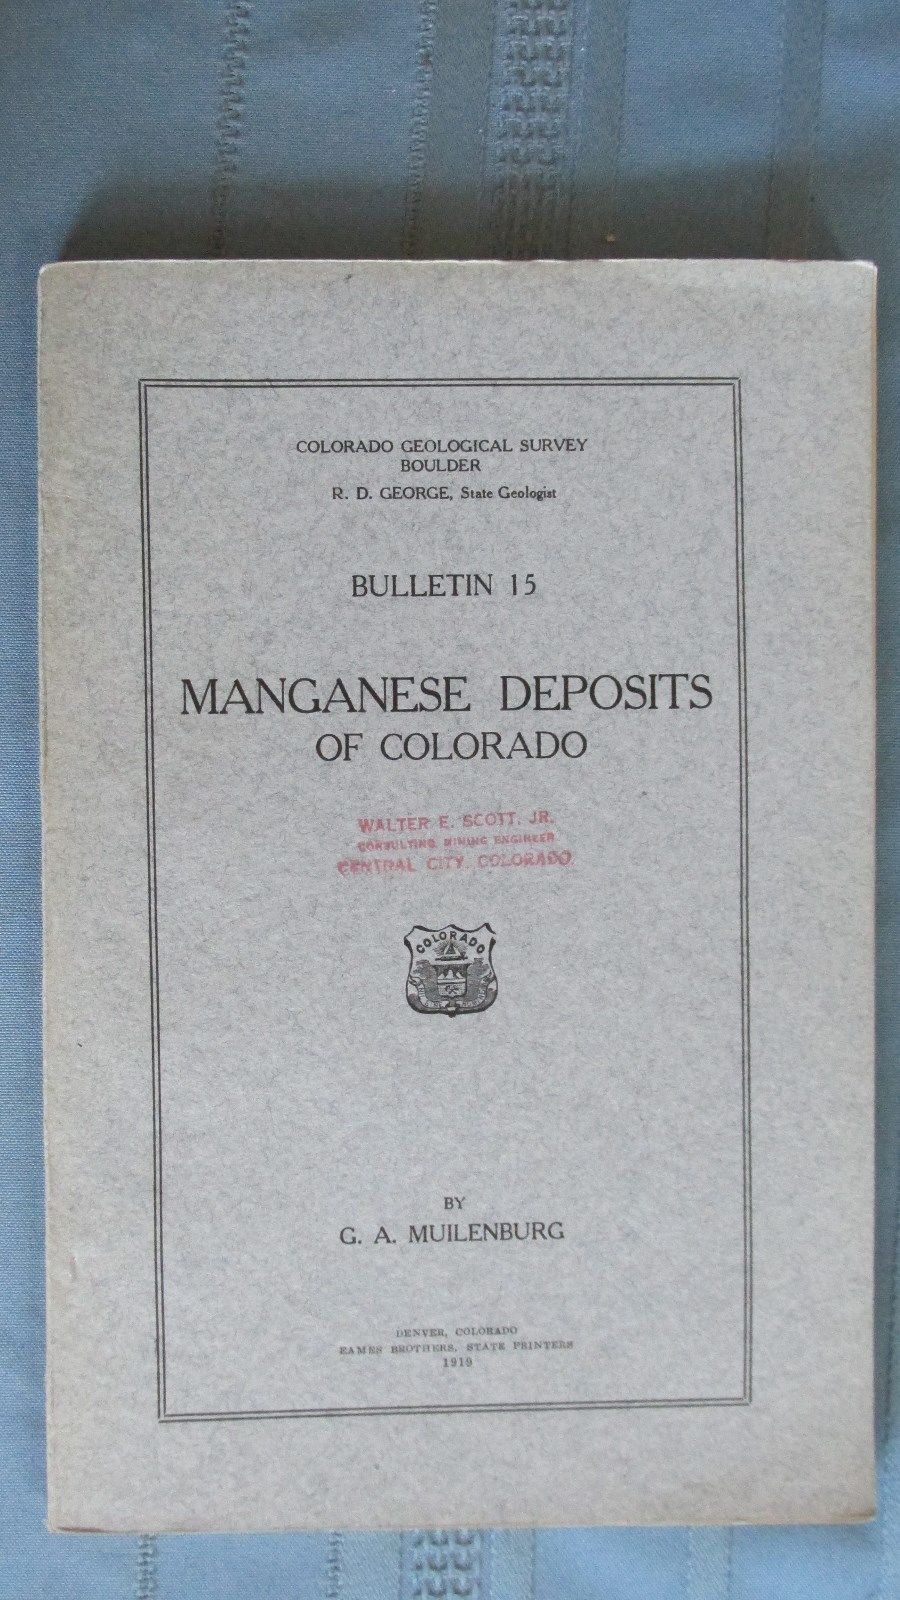 COLORADO GEOLOGICAL SURVEY
BOULDER
R. D. GEORGE, State Geologist
BULLETIN 15
MANGANESE DEPOSITS
OF COLORADO
WALTER E. SCOTT, JR.
CONSULTING MINING ENGINEER
CENTRAL CITY, COLORADO
COLORADO
BY
G. A. MUILENBURG
DENVER, COLORADO
EAMES BROTHERS, STATE PRINTERS
1919